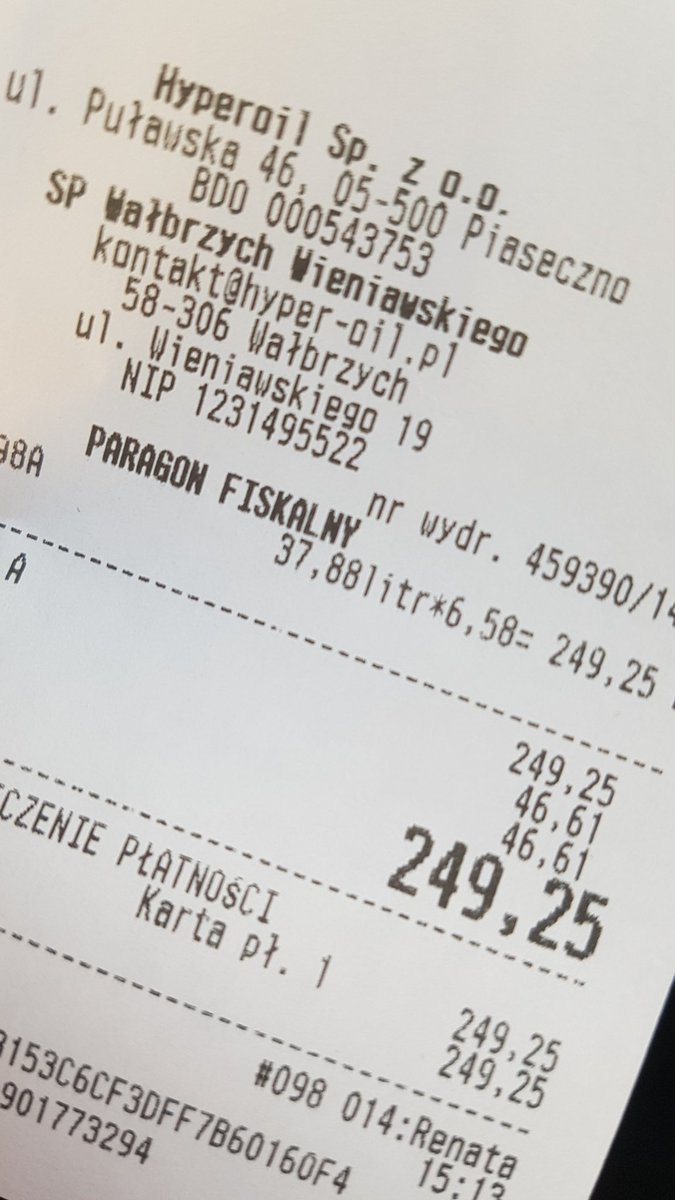 Hyperoil Sp. z o.o.
ul. Puławska 46, 05-500 Piaseczno
BDO 000543753
SP Wałbrzych Wieniawskiego
kontakt@hyper-oil.pl
58-306 Wałbrzych
ul. Wieniawskiego 19
NIP 1231495522
nr wydr. 459390/14
PARAGON FISKALNY
98A 37,88litr*6,58= 249,25
A 249,25
46,61
46,61
249,25
CZENIE PŁATNOŚCI
Karta pł. 1 249,25
249,25
#098 014:Renata 15:13
3153C6CF3DFF7B60160F4
901773294